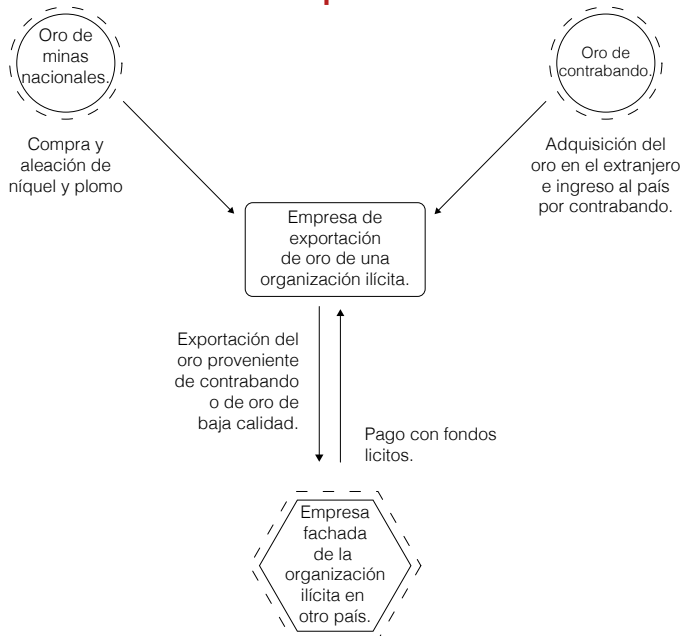 Oro de
minas
nacionales.
Oro de
contrabando.
Compra y
aleación de
níquel y plomo
Adquisición del
oro en el extranjero
e ingreso al país
por contrabando.
Empresa de
exportación
de oro de una
organización ilícita.
Exportación del
oro proveniente
de contrabando
o de oro de
baja calidad.
Pago con fondos
licitos.
Empresa
fachada
de la
organización
ilícita en
otro país.